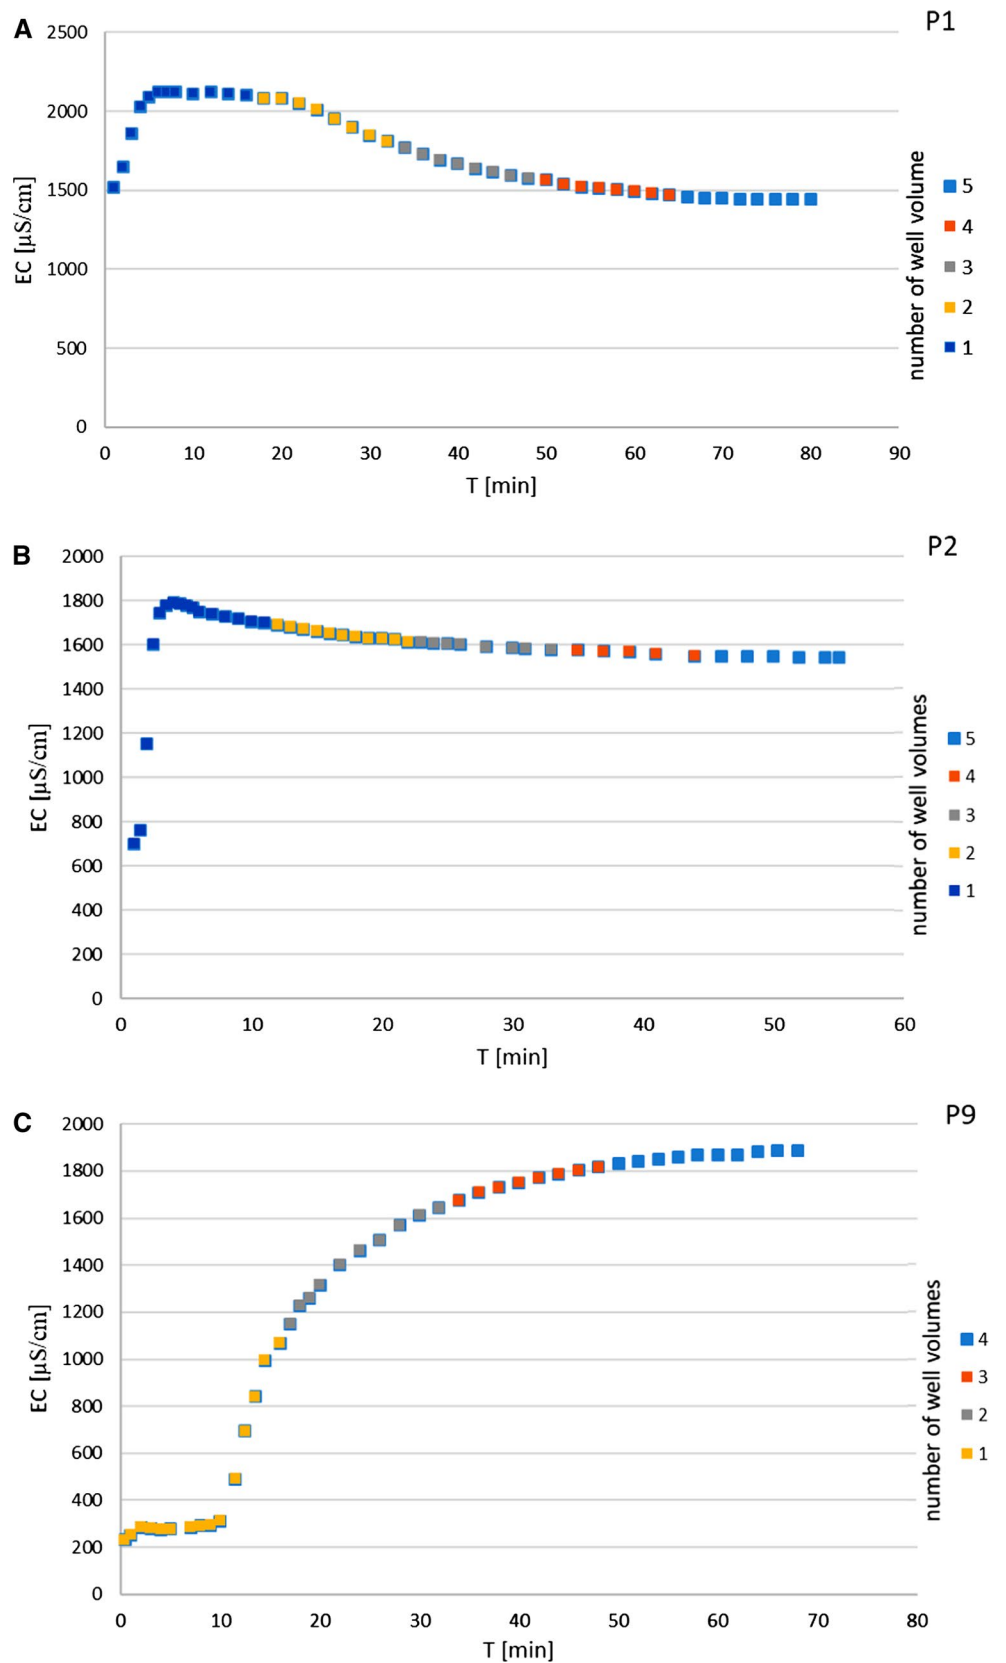 A
P1
2500
2000
1500
1000
500
0
EC [µS/cm]
0 10 20 30 40 50 60 70 80 90
T [min]
number of well volume
5
4
3
2
1
B
P2
2000
1800
1600
1400
1200
1000
800
600
400
200
0
EC [µS/cm]
0 10 20 30 40 50 60
T [min]
number of well volumes
5
4
3
2
1
C
P9
2000
1800
1600
1400
1200
1000
800
600
400
200
0
EC [µS/cm]
0 10 20 30 40 50 60 70 80
T [min]
number of well volumes
4
3
2
1